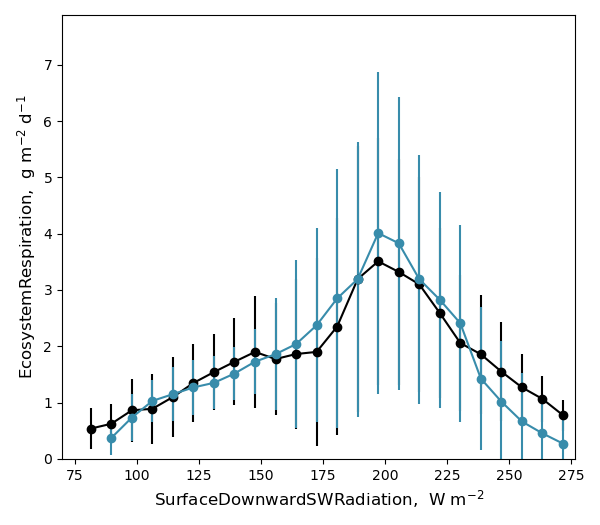 EcosystemRespiration, g m⁻² d⁻¹
7
6
5
4
3
2
1
0
75 100 125 150 175 200 225 250 275
SurfaceDownwardSWRadiation, W m⁻²